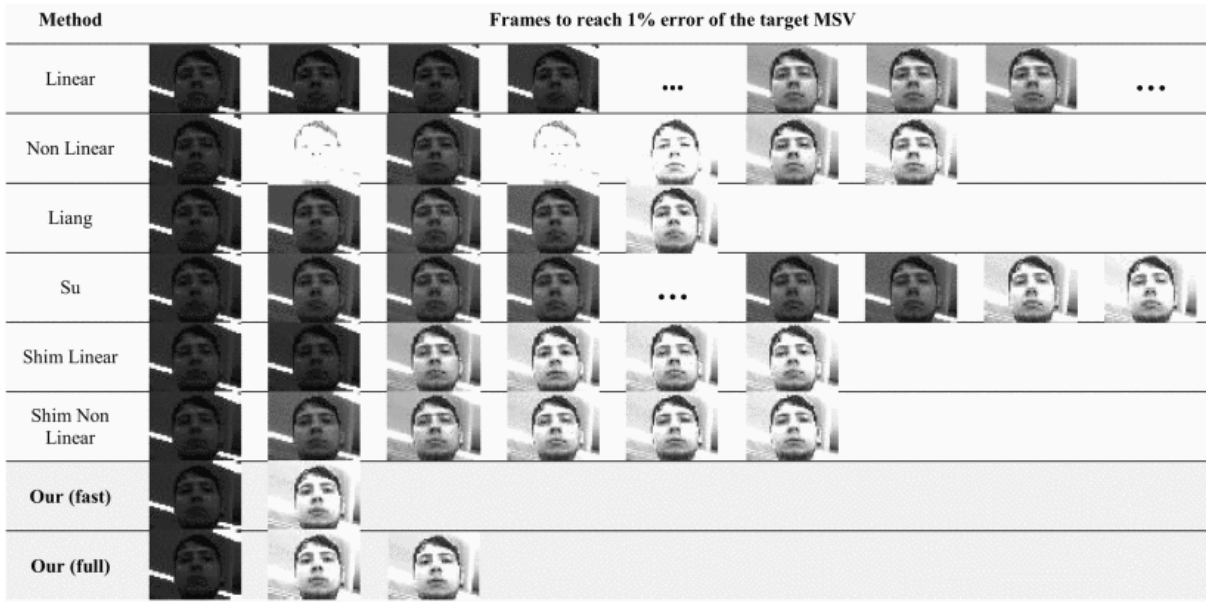 Method Frames to reach 1% error of the target MSV
Linear ... ...
Non Linear
Liang
Su ...
Shim Linear
Shim Non
Linear
Our (fast)
Our (full)